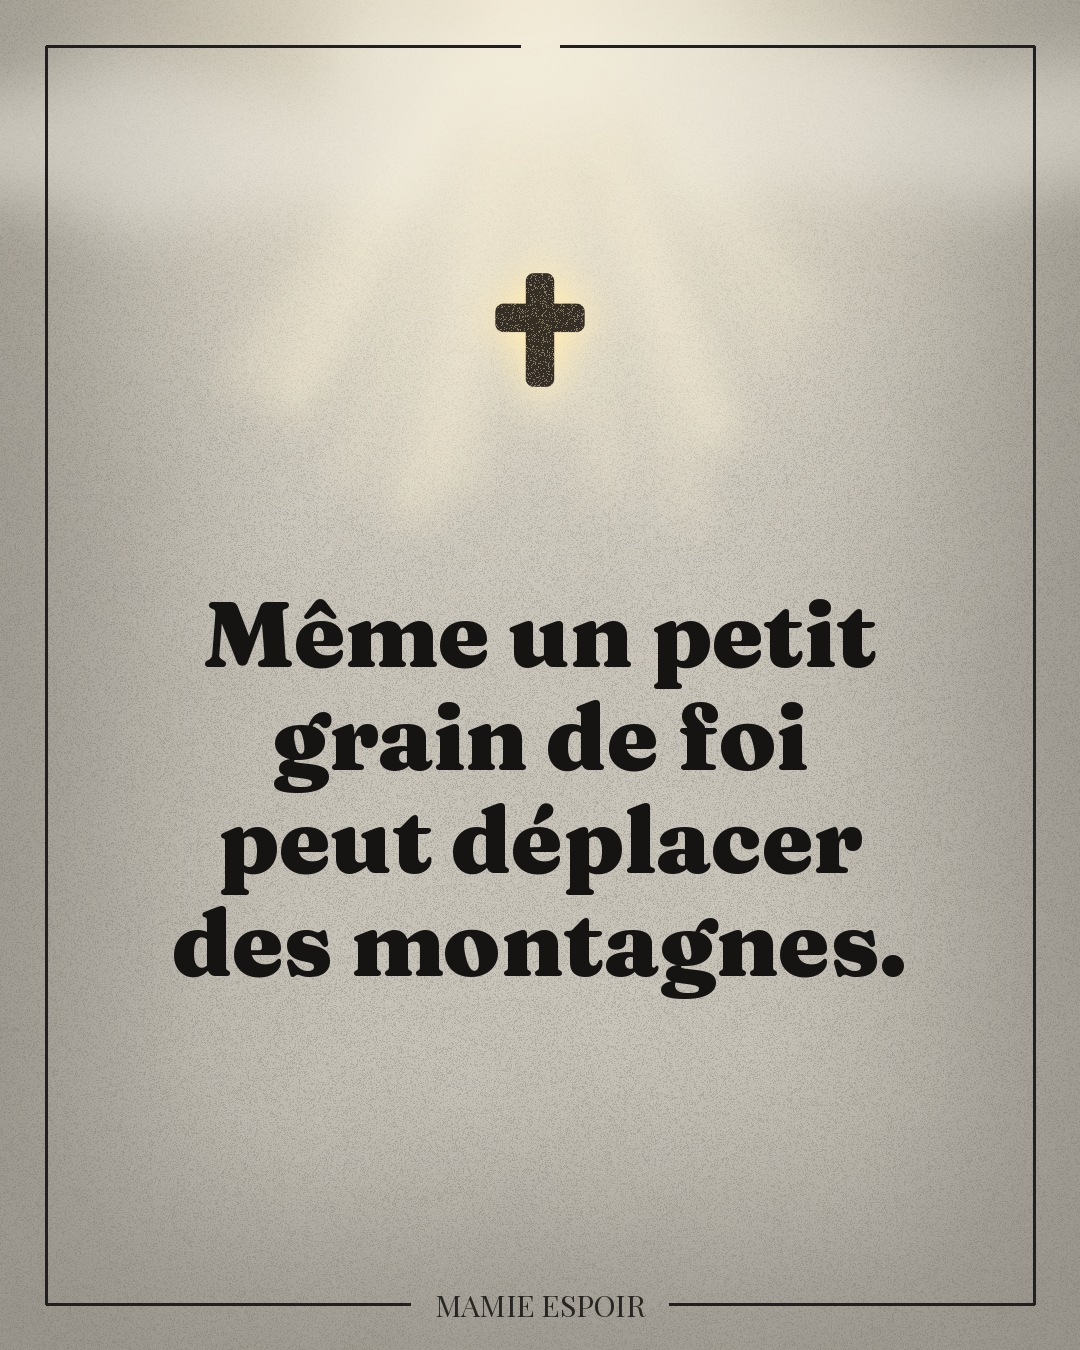 Même un petit
grain de foi
peut déplacer
des montagnes.
MAMIE ESPOIR